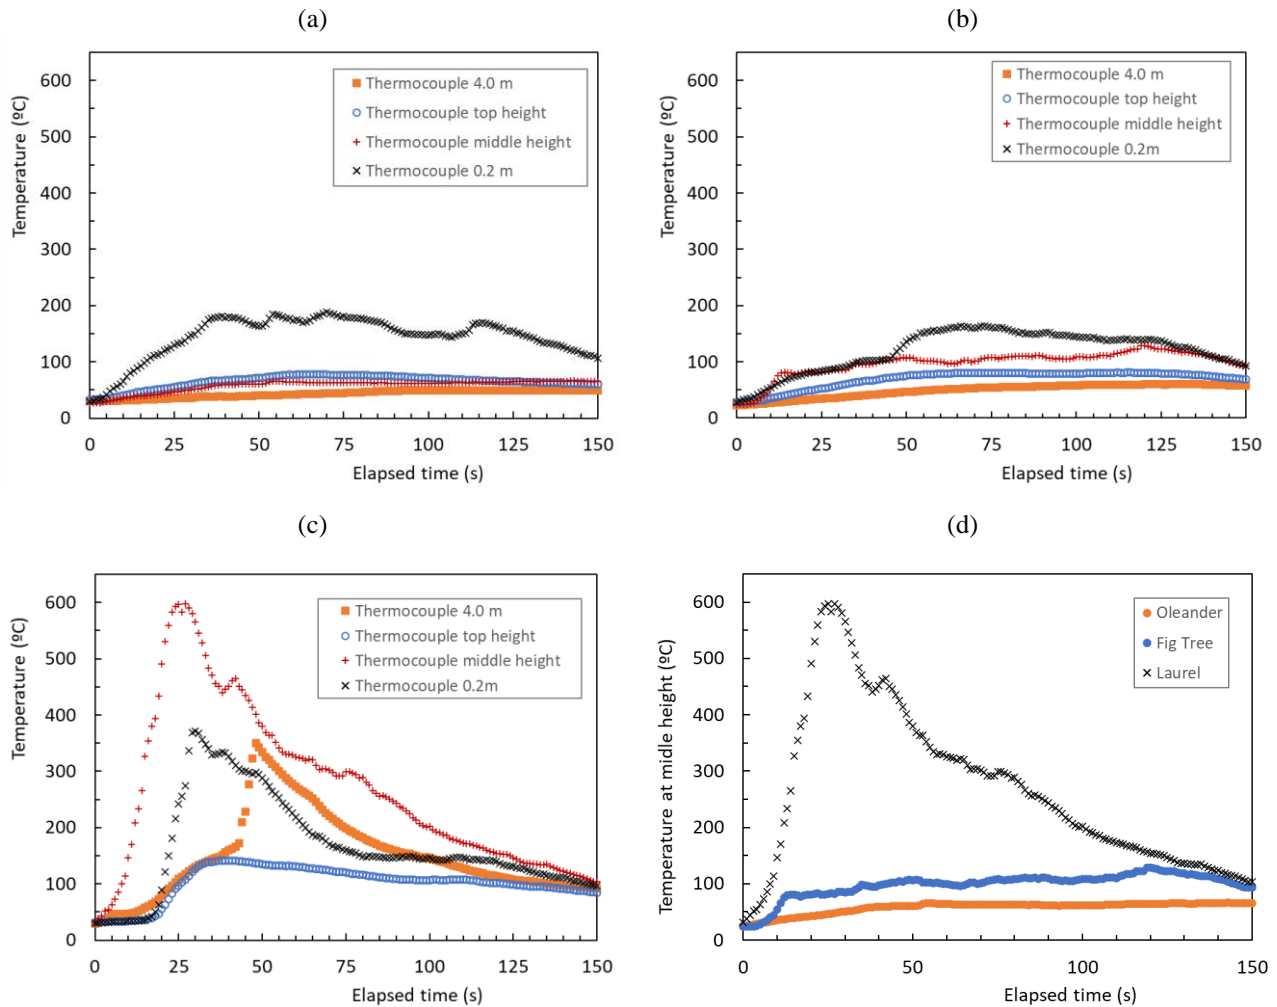 (a)
(b)
Temperature (ºC)
600
500
400
300
200
100
0
Thermocouple 4.0 m
Thermocouple top height
Thermocouple middle height
Thermocouple 0.2 m
0 25 50 75 100 125 150
Elapsed time (s)
Temperature (ºC)
600
500
400
300
200
100
0
Thermocouple 4.0 m
Thermocouple top height
Thermocouple middle height
Thermocouple 0.2m
0 25 50 75 100 125 150
Elapsed time (s)
(c)
(d)
Temperature (ºC)
600
500
400
300
200
100
0
Thermocouple 4.0 m
Thermocouple top height
Thermocouple middle height
Thermocouple 0.2m
0 25 50 75 100 125 150
Elapsed time (s)
Temperature at midle height (ºC)
600
500
400
300
200
100
0
Oleander
Fig Tree
Laurel
0 50 100 150
Elapsed time (s)